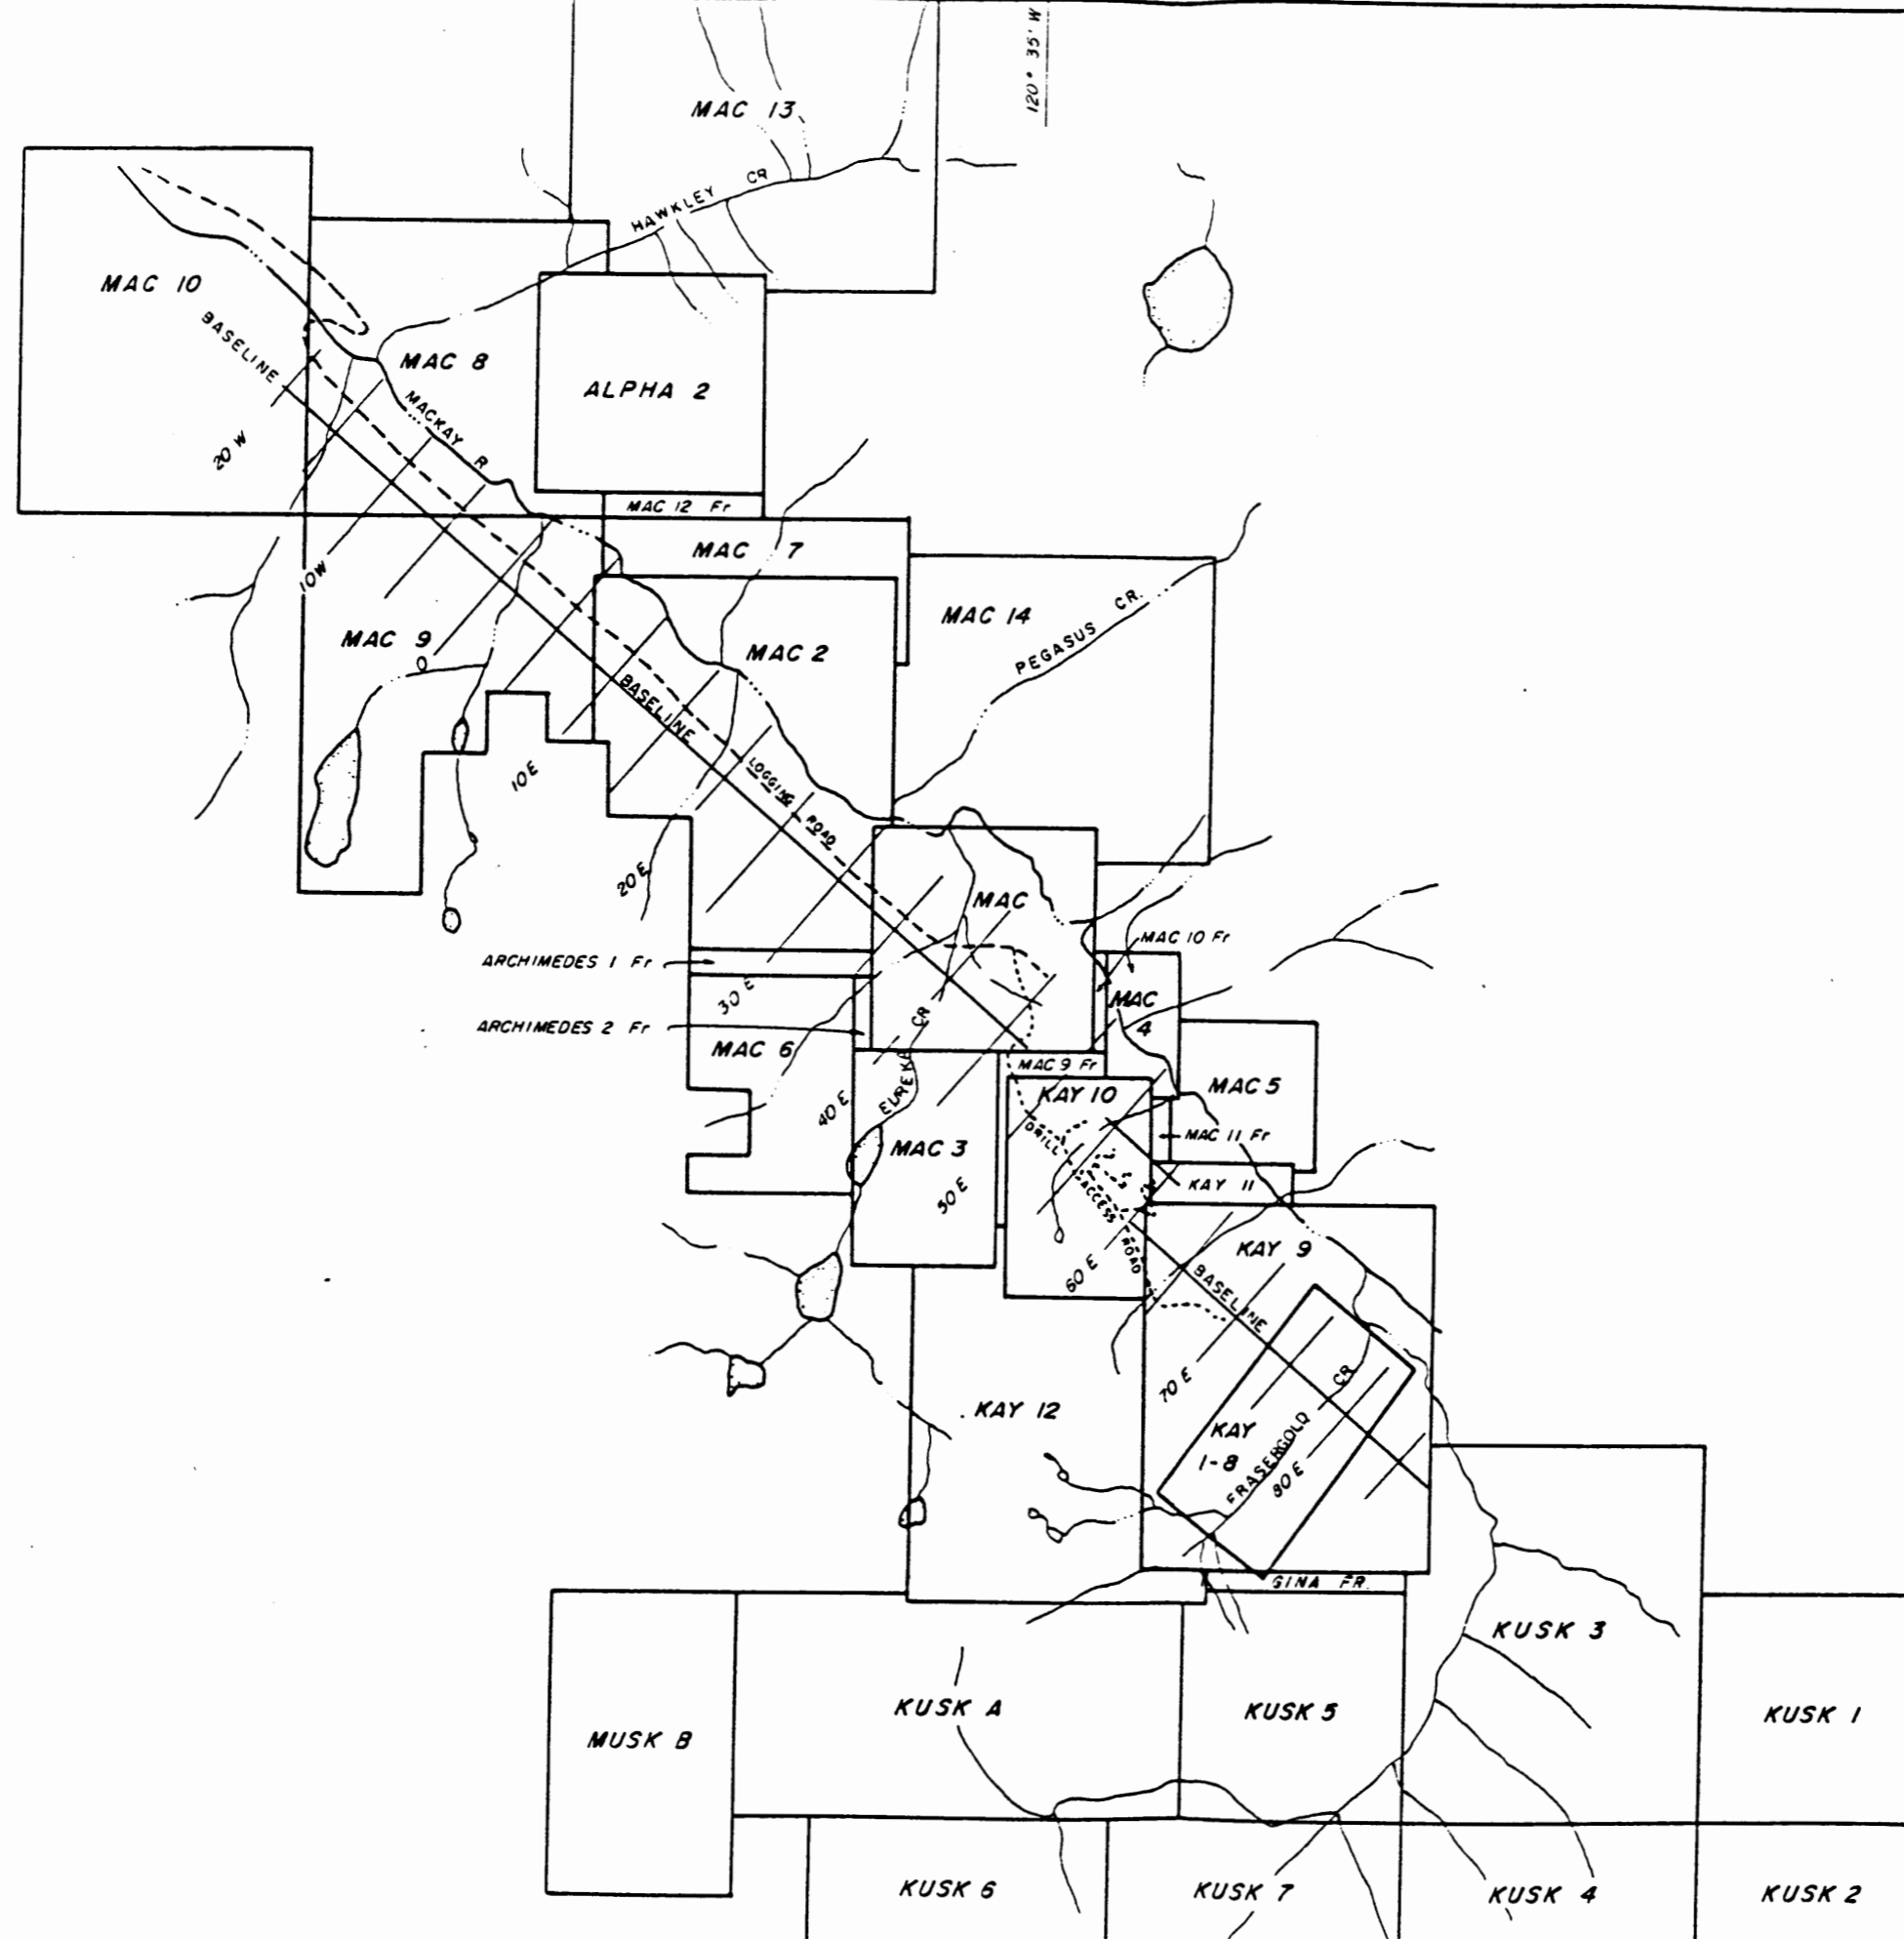 120° 35' W
MAC 13
HAWKLEY CR
MAC 10
BASELINE
MAC 8
ALPHA 2
MACKAY R
20 W
MAC 12 Fr
MAC 7
10 W
MAC 9
0
MAC 2
MAC 14
PEGASUS CR.
BASELINE
LOGGING ROAD
10 E
20 E
MAC
MAC 10 Fr
ARCHIMEDES 1 Fr
30 E
MAC 4
ARCHIMEDES 2 Fr
MAC 6
EUREKA CR
MAC 9 Fr
KAY 10
MAC 5
40 E
MAC 3
DRILL ACCESS ROAD
MAC 11 Fr
KAY 11
50 E
KAY 9
60 E
BASELINE
70 E
KAY 12
KAY
1-8
FRASERGOLD CR
80 E
GINA FR.
KUSK 3
KUSK A
KUSK 5
KUSK 1
MUSK B
KUSK 6
KUSK 7
KUSK 4
KUSK 2